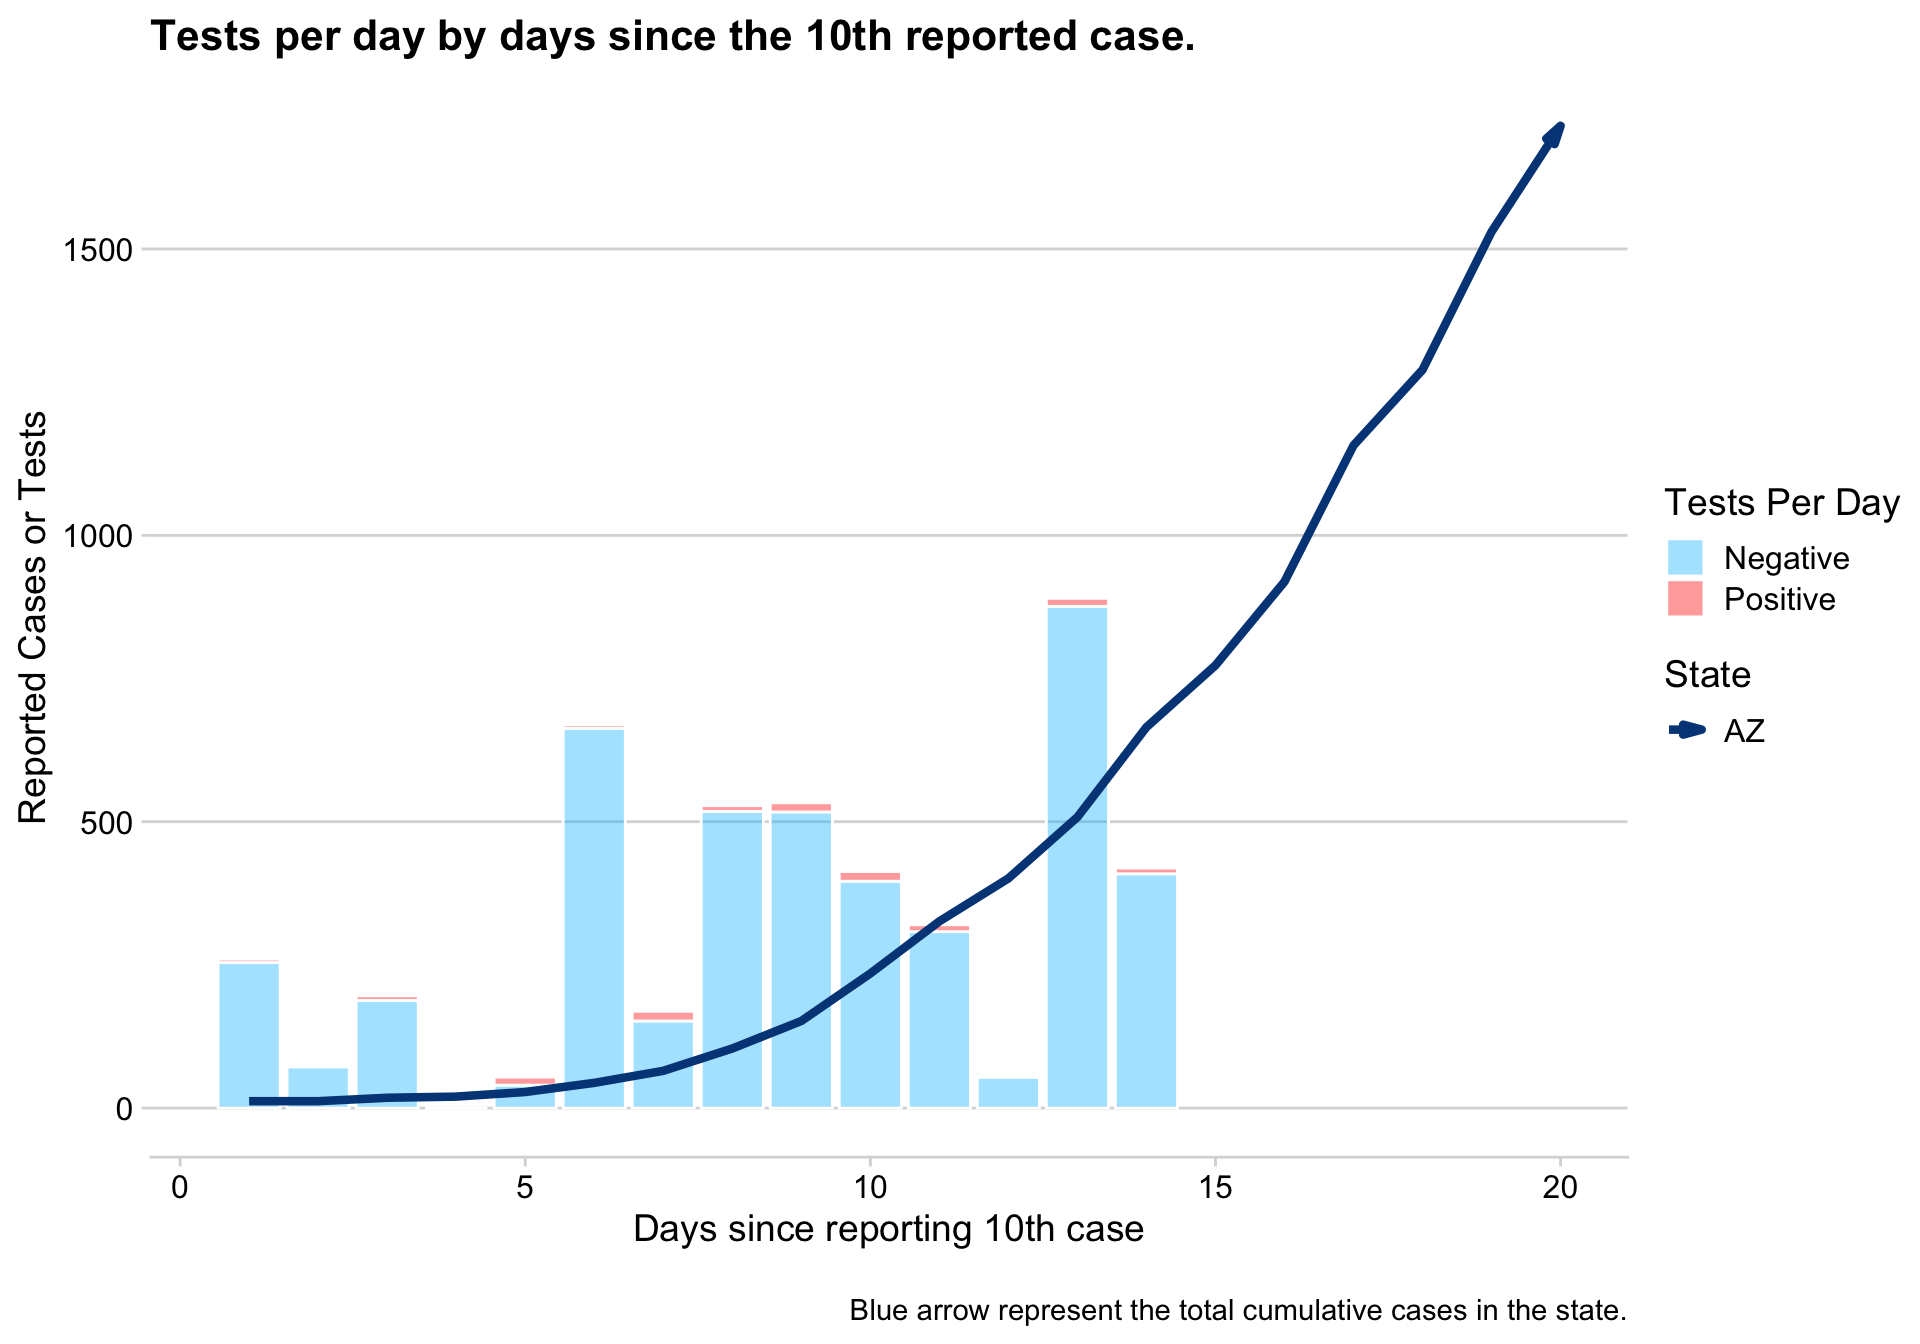 Tests per day by days since the 10th reported case.
Reported Cases or Tests
1500
1000
500
0
0 5 10 15 20
Days since reporting 10th case
Tests Per Day
Negative
Positive
State
AZ
Blue arrow represent the total cumulative cases in the state.